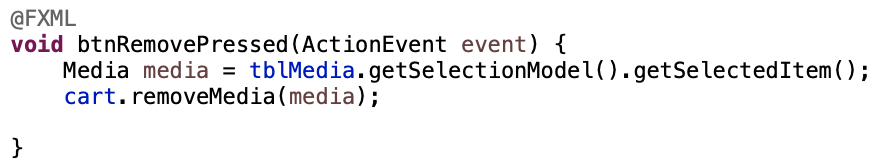 @FXML
void btnRemovePressed(ActionEvent event) {
    Media media = tblMedia.getSelectionModel().getSelectedItem();
    cart.removeMedia(media);
}